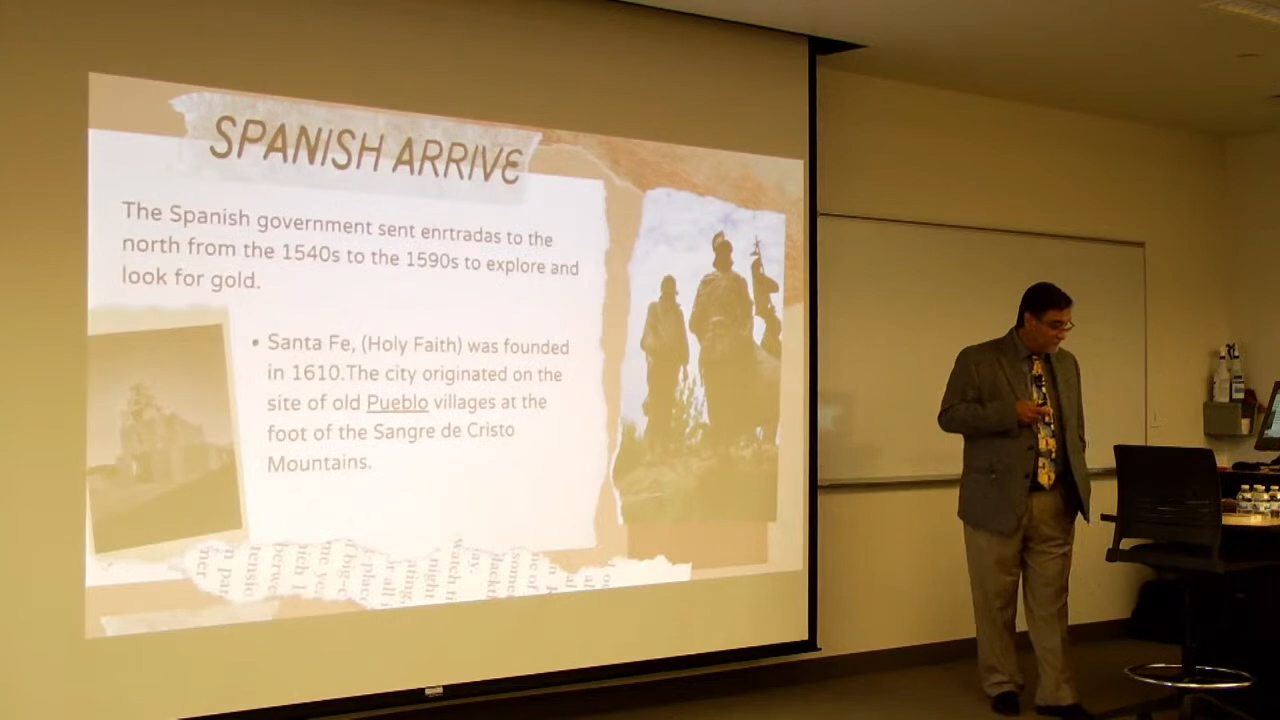 SPANISH ARRIVE
The Spanish government sent enrtradas to the
north from the 1540s to the 1590s to explore and
look for gold.
• Santa Fe, (Holy Faith) was founded
in 1610.The city originated on the
site of old Pueblo villages at the
foot of the Sangre de Cristo
Mountains.